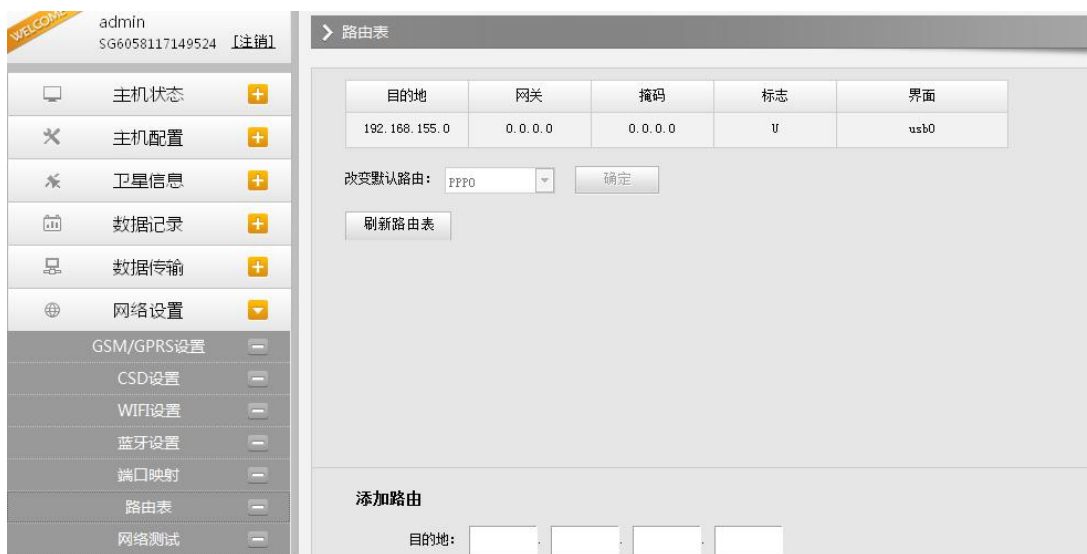 WELCOME
admin
SG6058117149524 [注销]
主机状态
主机配置
卫星信息
数据记录
数据传输
网络设置
GSM/GPRS设置
CSD设置
WIFI设置
蓝牙设置
端口映射
路由表
网络测试
路由表
目的地 网关 掩码 标志 界面
192.168.155.0 0.0.0.0 0.0.0.0 U usb0
改变默认路由： PPP0 确定
刷新路由表
添加路由
目的地： . . .